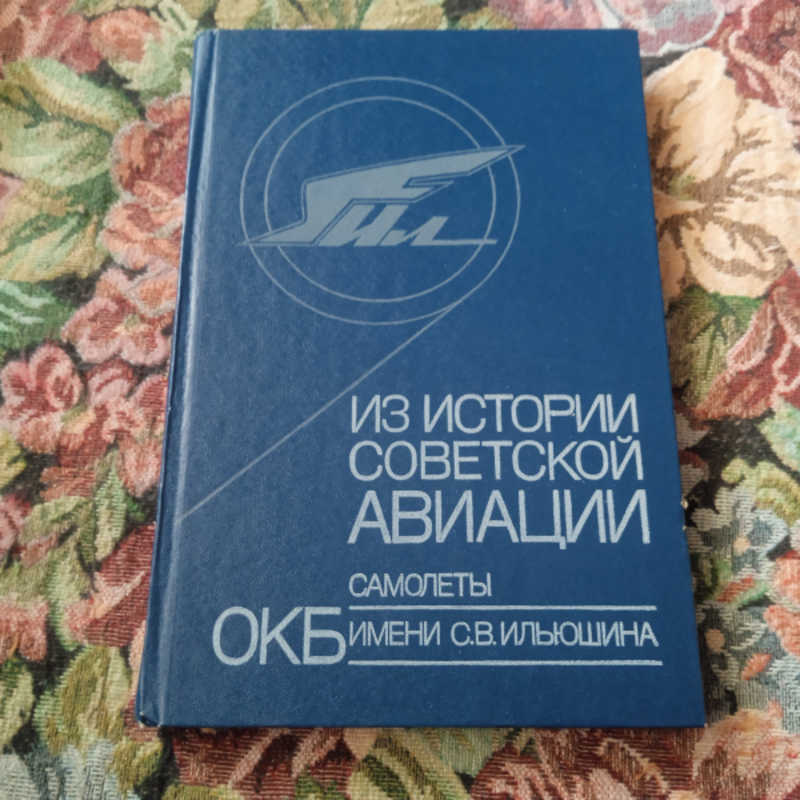 Ил
ИЗ ИСТОРИИ
СОВЕТСКОЙ
АВИАЦИИ
САМОЛЕТЫ
ОКБ ИМЕНИ С.В.ИЛЬЮШИНА